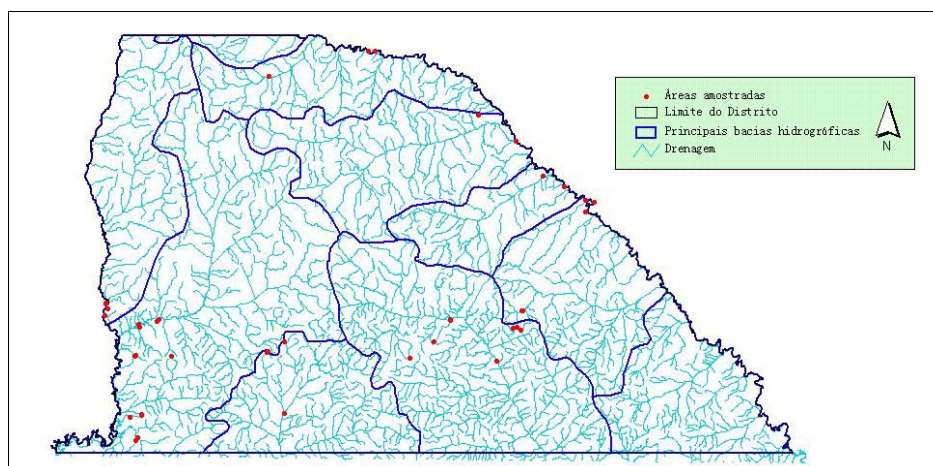 Áreas amostradas
Limite do Distrito
Principais bacias hidrográficas
Drenagem
N